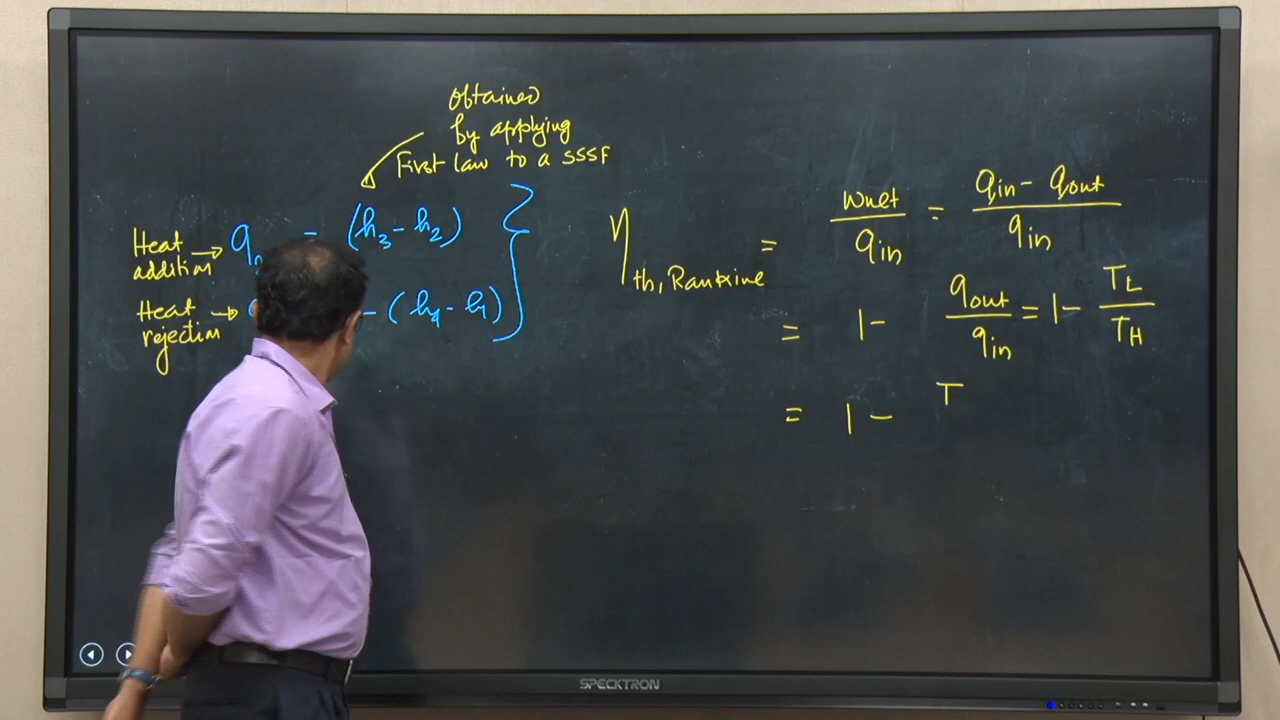 obtained
by applying
First law to a SSSF
Heat addition → q = (h₃ - h₂)
Heat rejection → - (h₄ - h₁)
η th, Rankine = wnet / qin = qin - qout / qin
= 1 - qout / qin = 1 - TL / TH
= 1 - T
SPECKTRON